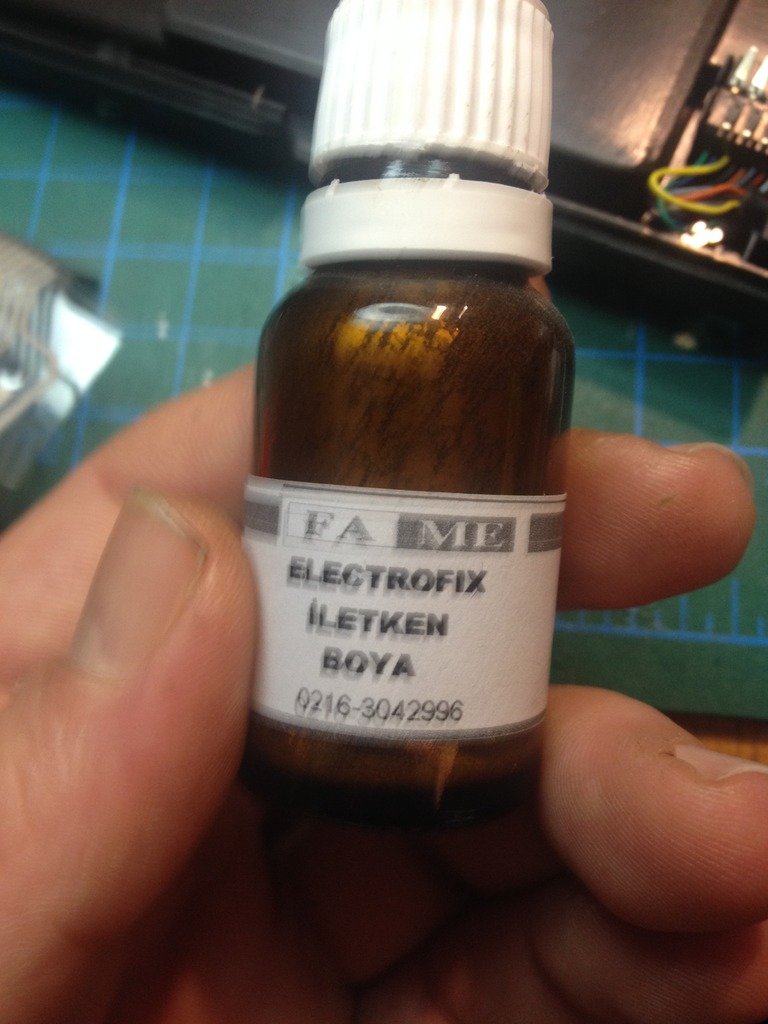 FA ME
ELECTROFIX
İLETKEN
BOYA
0216-3042996